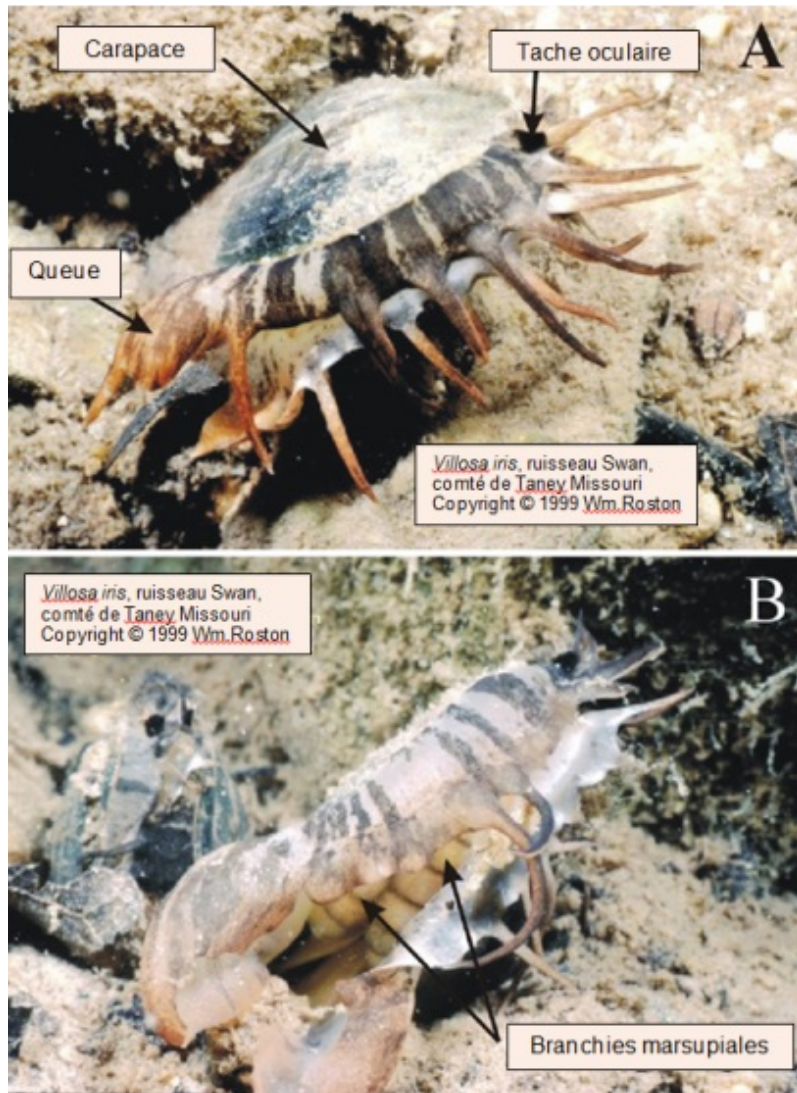 Carapace
Tache oculaire
A
Queue
Villosa iris, ruisseau Swan,
comté de Taney Missouri
Copyright © 1999 Wm.Roston
Villosa iris, ruisseau Swan,
comté de Taney Missouri
Copyright © 1999 Wm.Roston
B
Branchies marsupiales